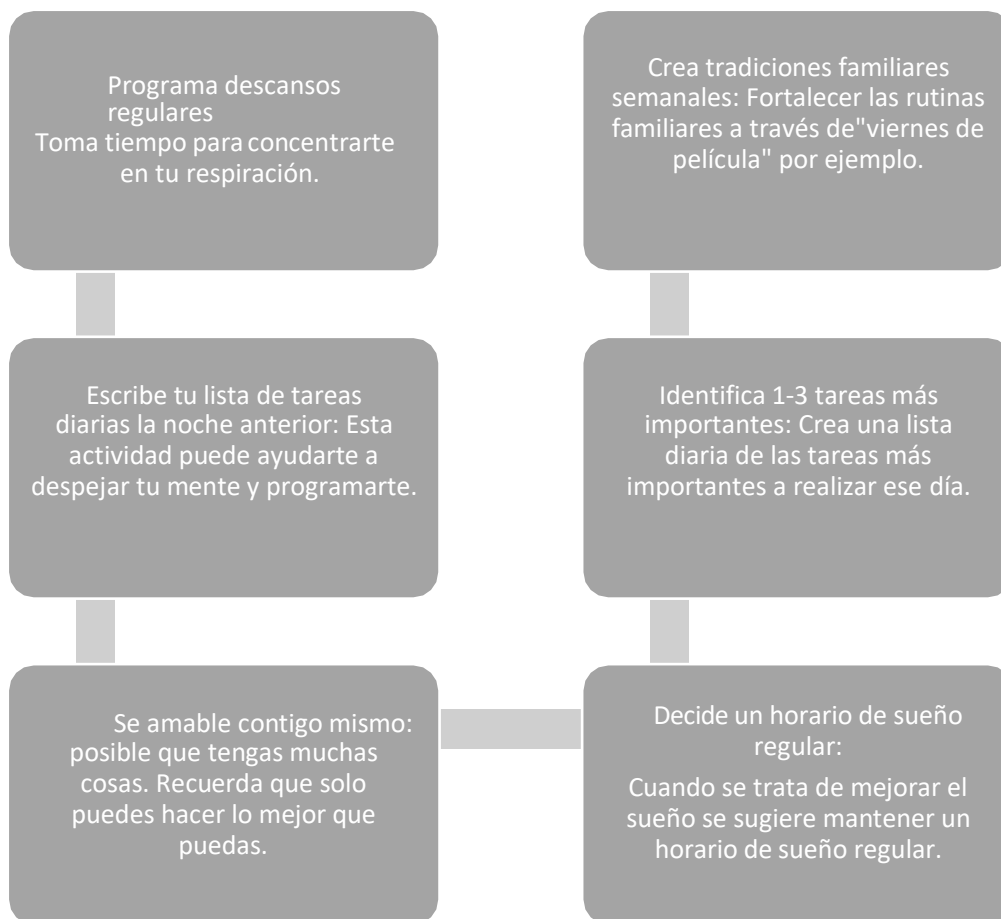 Programa descansos
regulares
Toma tiempo para concentrarte
en tu respiración.
Escribe tu lista de tareas
diarias la noche anterior: Esta
actividad puede ayudarte a
despejar tu mente y programarte.
Se amable contigo mismo:
posible que tengas muchas
cosas. Recuerda que solo
puedes hacer lo mejor que
puedas.
Decide un horario de sueño
regular:
Cuando se trata de mejorar el
sueño se sugiere mantener un
horario de sueño regular.
Identifica 1-3 tareas más
importantes: Crea una lista
diaria de las tareas más
importantes a realizar ese día.
Crea tradiciones familiares
semanales: Fortalecer las rutinas
familiares a través de"viernes de
película" por ejemplo.